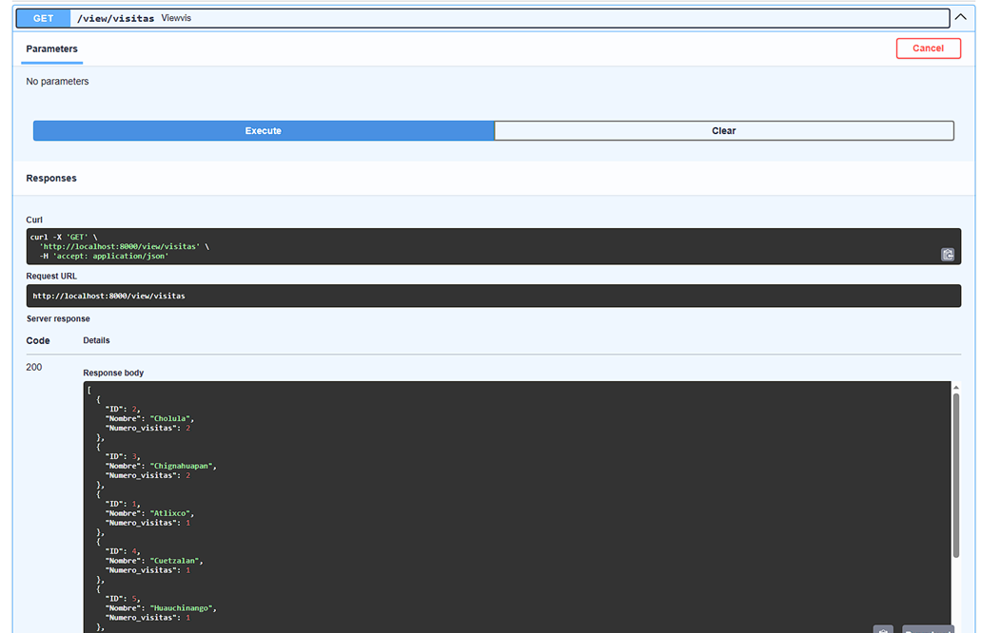 GET /view/visitas Viewvis
Parameters
Cancel
No parameters
Execute
Clear
Responses
Curl
curl -X 'GET' \
'http://localhost:8000/view/visitas' \
-H 'accept: application/json'
Request URL
http://localhost:8000/view/visitas
Server response
Code Details
200
Response body
[
{
"ID": 2,
"Nombre": "Cholula",
"Numero_visitas": 2
},
{
"ID": 3,
"Nombre": "Chignahuapan",
"Numero_visitas": 2
},
{
"ID": 1,
"Nombre": "Atlixco",
"Numero_visitas": 1
},
{
"ID": 4,
"Nombre": "Cuetzalan",
"Numero_visitas": 1
},
{
"ID": 5,
"Nombre": "Huauchinango",
"Numero_visitas": 1
},